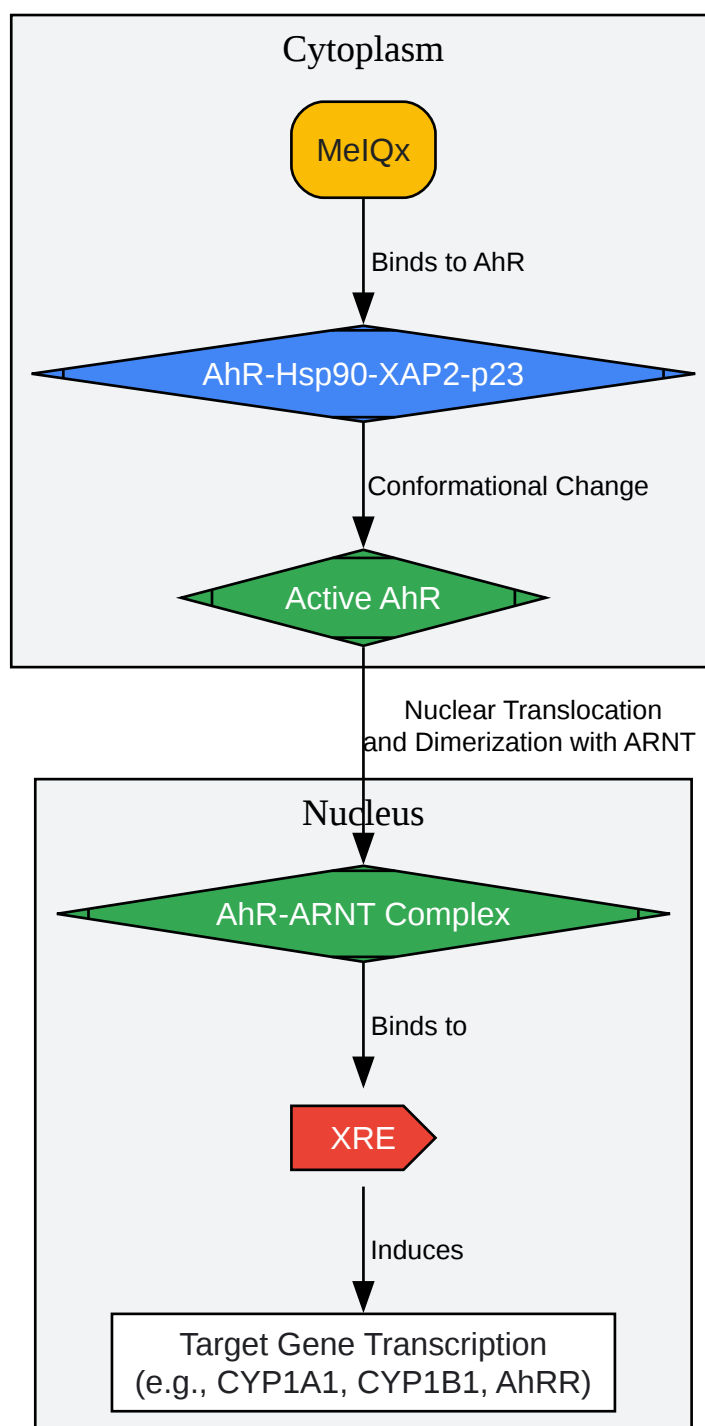 Cytoplasm
MeIQx
Binds to AhR
AhR-Hsp90-XAP2-p23
Conformational Change
Active AhR
Nuclear Translocation
and Dimerization with ARNT
Nucleus
AhR-ARNT Complex
Binds to
XRE
Induces
Target Gene Transcription
(e.g., CYP1A1, CYP1B1, AhRR)